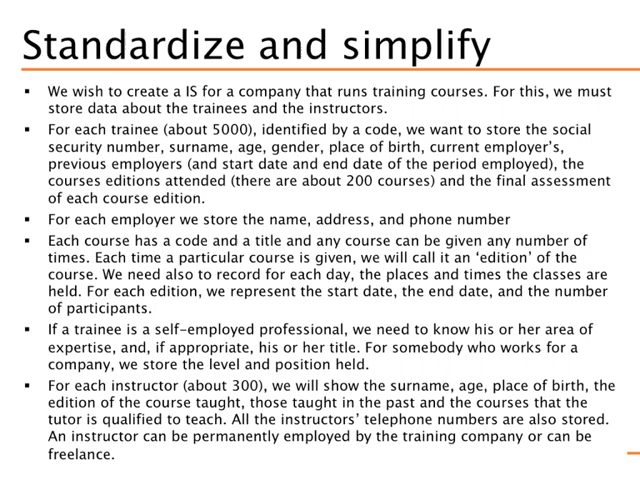 Standardize and simplify
▪ We wish to create a IS for a company that runs training courses. For this, we must
store data about the trainees and the instructors.
▪ For each trainee (about 5000), identified by a code, we want to store the social
security number, surname, age, gender, place of birth, current employer's,
previous employers (and start date and end date of the period employed), the
courses editions attended (there are about 200 courses) and the final assessment
of each course edition.
▪ For each employer we store the name, address, and phone number
▪ Each course has a code and a title and any course can be given any number of
times. Each time a particular course is given, we will call it an ‘edition’ of the
course. We need also to record for each day, the places and times the classes are
held. For each edition, we represent the start date, the end date, and the number
of participants.
▪ If a trainee is a self-employed professional, we need to know his or her area of
expertise, and, if appropriate, his or her title. For somebody who works for a
company, we store the level and position held.
▪ For each instructor (about 300), we will show the surname, age, place of birth, the
edition of the course taught, those taught in the past and the courses that the
tutor is qualified to teach. All the instructors’ telephone numbers are also stored.
An instructor can be permanently employed by the training company or can be
freelance.